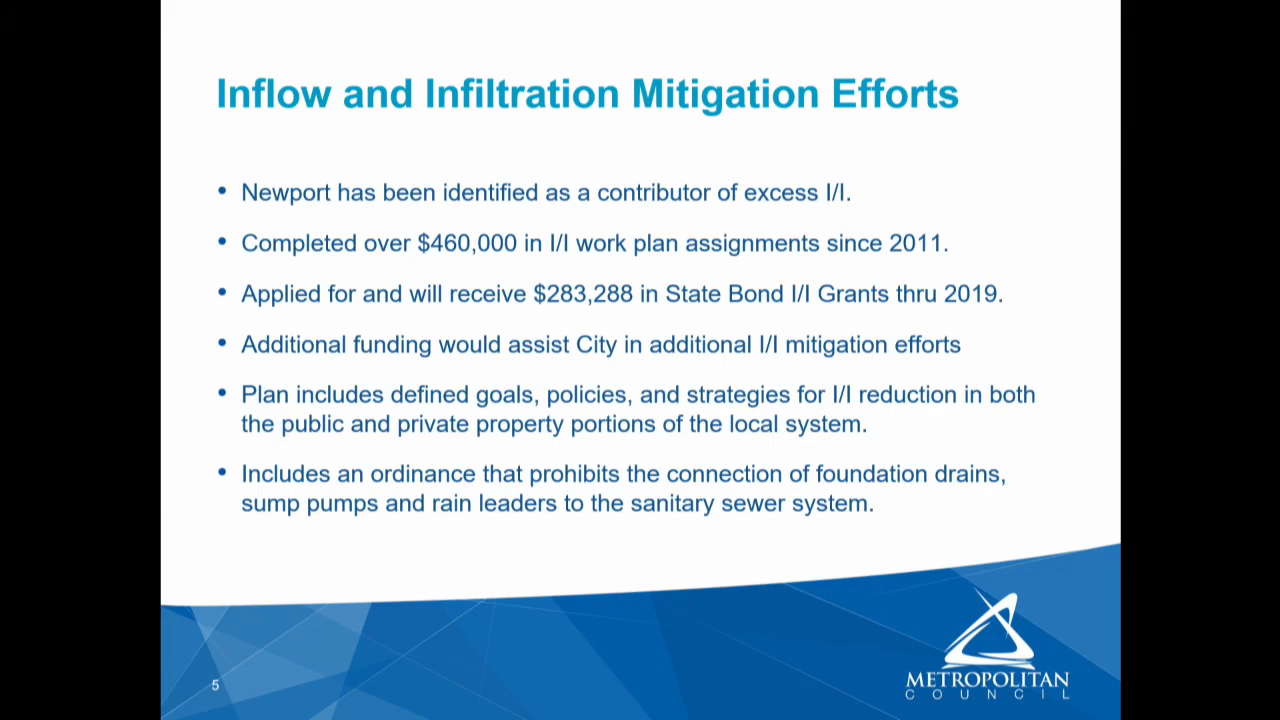 Inflow and Infiltration Mitigation Efforts
• Newport has been identified as a contributor of excess I/I.
• Completed over $460,000 in I/I work plan assignments since 2011.
• Applied for and will receive $283,288 in State Bond I/I Grants thru 2019.
• Additional funding would assist City in additional I/I mitigation efforts
• Plan includes defined goals, policies, and strategies for I/I reduction in both
the public and private property portions of the local system.
• Includes an ordinance that prohibits the connection of foundation drains,
sump pumps and rain leaders to the sanitary sewer system.
5
METROPOLITAN
COUNCIL